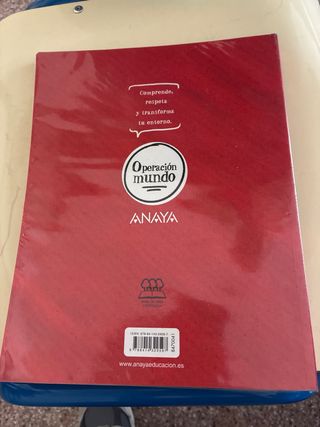 Comprende,
respeta
y transforma
tu entorno.
Operación
mundo
ANAYA
www.anayaeducacion.es